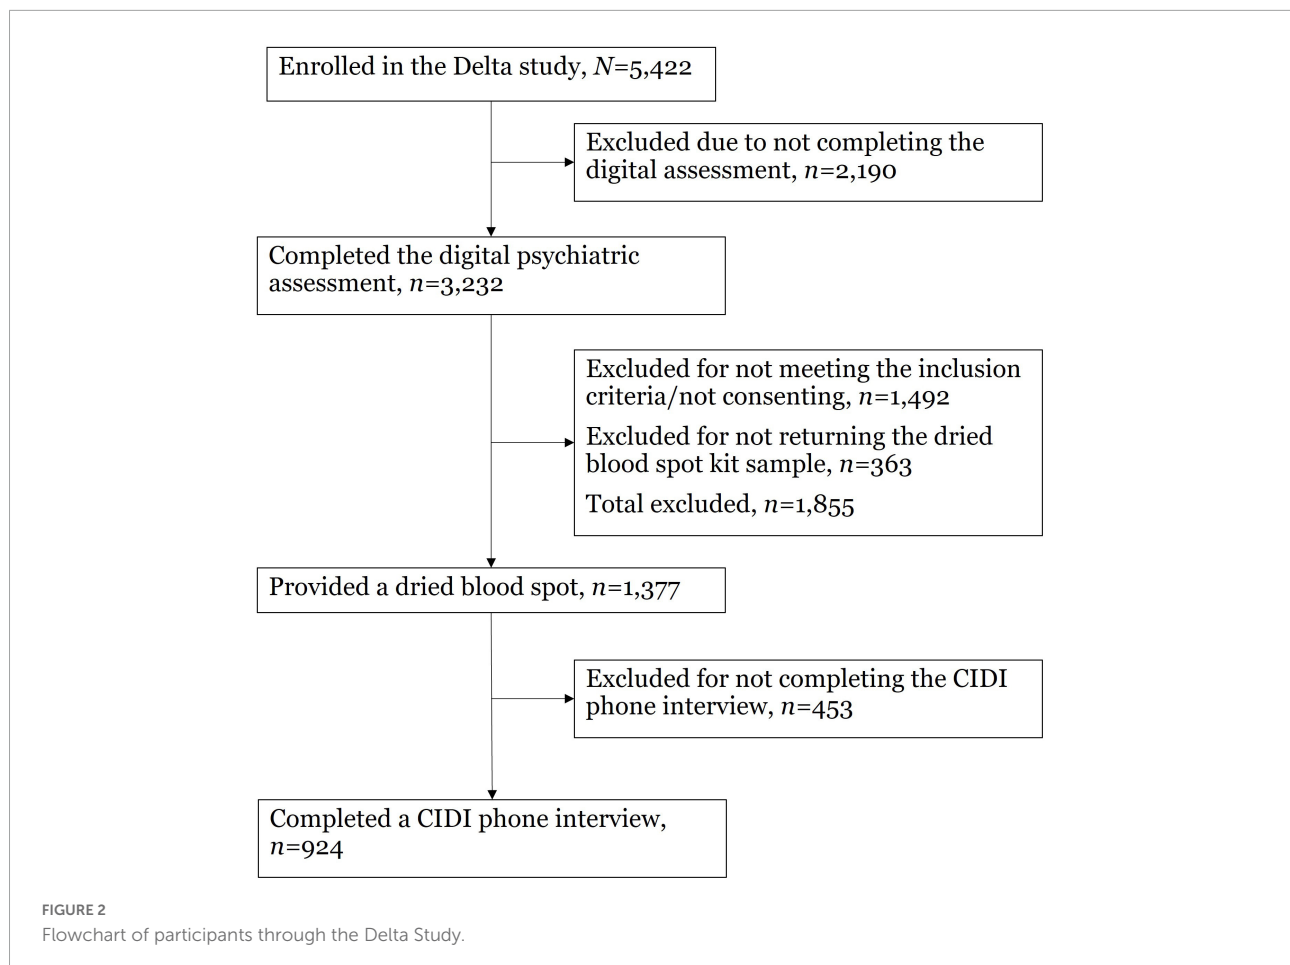 Enrolled in the Delta study, N=5,422
Excluded due to not completing the
digital assessment, n=2,190
Completed the digital psychiatric
assessment, n=3,232
Excluded for not meeting the inclusion
criteria/not consenting, n=1,492
Excluded for not returning the dried
blood spot kit sample, n=363
Total excluded, n=1,855
Provided a dried blood spot, n=1,377
Excluded for not completing the CIDI
phone interview, n=453
Completed a CIDI phone interview,
n=924
FIGURE 2
Flowchart of participants through the Delta Study.